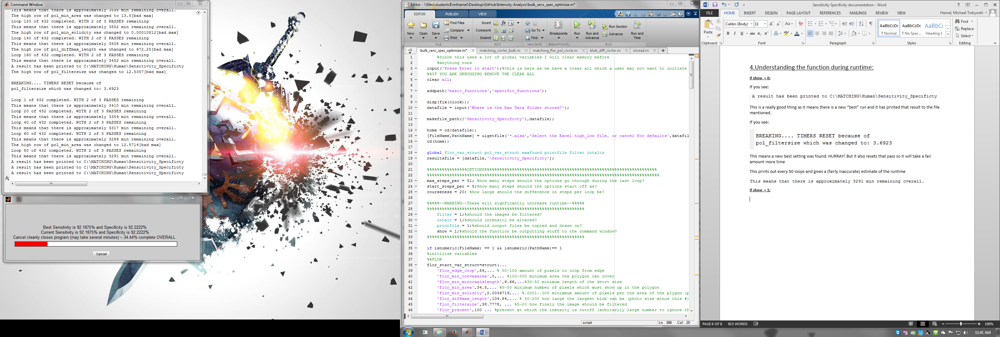 Command Window
This means that there is approximately 3598 min remaining overall.
The high row of pol_min_area was changed to 13.5[bad max]
Loop 120 of 432 completed. WITH 2 of 3 PASSES remaining
This means that there is approximately 3552 min remaining overall.
The high row of pol_min_solidity was changed to 0.00010812[bad max]
Loop 140 of 432 completed. WITH 2 of 3 PASSES remaining
This means that there is approximately 3508 min remaining overall.
The high row of pol_diffmax_length was changed to 672.25[bad max]
Loop 160 of 432 completed. WITH 2 of 3 PASSES remaining
This means that there is approximately 3452 min remaining overall.
A result has been printed to C:\MATCHING\Human\Sensitivity_Specificty
The high row of pol_filtersize was changed to 12.5357[bad max]
BREAKING.... TIMERS RESET because of
pol_filtersize which was changed to: 3.6923
Loop 1 of 432 completed. WITH 2 of 3 PASSES remaining
This means that there is approximately 3410 min remaining overall.
Loop 20 of 432 completed. WITH 2 of 3 PASSES remaining
This means that there is approximately 3359 min remaining overall.
Loop 40 of 432 completed. WITH 2 of 3 PASSES remaining
This means that there is approximately 3317 min remaining overall.
Loop 60 of 432 completed. WITH 2 of 3 PASSES remaining
This means that there is approximately 3286 min remaining overall.
The high row of pol_min_area was changed to 12.5714[bad max]
Loop 80 of 432 completed. WITH 2 of 3 PASSES remaining
This means that there is approximately 3291 min remaining overall.
A result has been printed to C:\MATCHING\Human\Sensitivity_Specificty
A result has been printed to C:\MATCHING\Human\Sensitivity_Specificty
A result has been printed to C:\MATCHING\Human\Sensitivity_Specificty
fx
Best Sensitivity is 92.1875% and Specificity is 92.2222%
Current Sensitivity is 92.1875% and Specificity is 92.2222%
Cancel cleanly closes program (may take several minutes) -- 34.44% complete OVERALL.
Cancel
Editor - \\files\students$\mthamel\Desktop\GitHub\Intensity-Analysis\bulk_sens_spec_optimize.m*
EDITOR PUBLISH VIEW
New Open Save
Find Files
Compare
Print
Insert
Comment
Indent
Go To
Find
Breakpoints
Run
Run and Advance
Run Section
Advance
Run and Time
FILE EDIT NAVIGATE BREAKPOINTS RUN
+3 bulk_sens_spec_optimize.m* matching_circler_bulk.m matching_flor_pol_circle.m blob_diff_circler.m xlsread.m
1 %Since this uses a lot of global variables I will clear memory before
2 %anything runs
3 input('Press Enter to start');%this is here as we have a clear all which a user may not want to initiate
4 %%IF YOU ARE DEBUGGING REMOVE THE CLEAR ALL
5 clear all;
6
7 addpath('basic_functions','specific_functions');
8
9 disp(fix(clock));
10 datafile = input('Where is the Raw Data folder stored?');
11
12 makefile_path({'Sensitivity_Specificty'},datafile);
13
14 home = cd(datafile);
15 [FileName,PathName] = uigetfile('*.xlsx','Select the Excel high_low file, or cancel for defaults',datafil
16 cd(home);
17
18 global flor_var_struct pol_var_struct maxfound printfile filter intalt;
19 resultsfile = [datafile,'\Sensitivity_Specificty'];
20
21 %%%%%%%%%%%%%%%%OPTIONS%%%%%%%%%%%%%%%%%%%%%%%%%%%%%%%%%%%%%%%%%%%%%%%%%%%%%%%%%%%%%%%%%%%%%%%
22 %%%%%%%%%%%%%%%%%%%%%%%%%%%%%%%%%%%%%%%%%%%%%%%%%%%%%%%%%%%%%%%%%%%%%%%%%%%%%%%%%%%%%%%%%%%%%%%
23 max_steps_per = 51; %how many steps should the options go through during the last loop?
24 start_steps_per = 5;%how many steps should the options start off as?
25 courseness = 20; %how large should the difference in steps per loop be?
26
27 %%%%%~~WARNING--These will signficantly increase runtime~~%%%%%
28 %%%%%%%%%%%%%%%%%%%%%%%%%%%%%%%%%%%%%%%%%%%%%%%%%%%%%%%%%%%%%%%
29 filter = 1;%should the images be filtered?
30 intalt = 1;%should intensity be altered?
31 printfile = 1;%should output files be copied and drawn on?
32 show = 1;%should the function be outputting stuff to the command window?
33 %%%%%%%%%%%%%%%%%%%%%%%%%%%%%%%%%%%%%%%%%%%%%%%%%%%%%%%%%%%%%%%
34
35 if isnumeric(FileName) == 1 && isnumeric(PathName)== 1
36 %initilize variables
37 %%FLOR
38 flor_start_var_struct=struct(...
39 'flor_edge_crop',89,... % 50-100 amount of pixels to crop from edge
40 'flor_min_convexarea',0,... %100-500 minimum area the polygon can cover
41 'flor_min_minoraxislength',6.66,...%30-50 minimum length of the short size
42 'flor_min_area',34.5,... %5-50 minimum number of pixels which must show up in the polygon
43 'flor_min_solidity',0.0036719,... %.0001-.005 minimmum amount of pixels per the area of the plygon (p
44 'flor_diffmax_length',104.84,... % 50-200 how large the largest blob can be (photo size minus this #)
45 'flor_filtersize',38.7778, ... %5-20 how finely the image should be filtered
46 'flor_precent',100 ... %precent at which the inensity is cutoff (arbitarily large number to ignore th
script Ln 386 Col 20
Sensitivity Specificity documentation - Word
FILE HOME INSERT DESIGN PAGE LAYOUT REFERENCES MAILINGS REVIEW VIEW Hamel, Michael Tokiyoshi
Paste
Calibri (Body) 11
AaBbCcDc AaBbCcDc AaBbCc
¶ Normal ¶ No Spac... Heading 1
Find
Replace
Select
Clipboard Font Paragraph Styles Editing
4.Understanding the function during runtime:
If show = 0;
If you see:
A result has been printed to C:\MATCHING\Human\Sensitivity_Specificty
This is a really good thing as it means there is a new “best” run and it has printed that result to the file
mentioned.
If you see:
BREAKING.... TIMERS RESET because of
pol_filtersize which was changed to: 3.6923
This means a new best setting was found. HURRAY! But it also resets that pass so it will take a fair
amount more time
This prints out every 50 loops and gives a (fairly inaccurate) estimate of the runtime
This means that there is approximately 3291 min remaining overall.
If show = 1;
PAGE 6 OF 8 915 WORDS 100%
11:41 AM